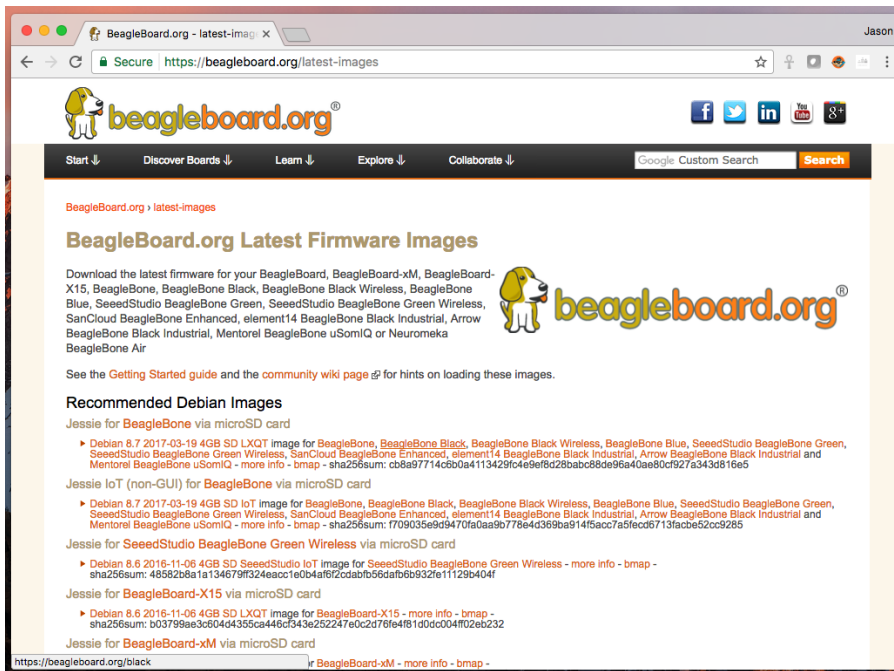 BeagleBoard.org - latest-imag
Jason
Secure https://beagleboard.org/latest-images
beagleboard.org®
f in You Tube 8+
Start Discover Boards Learn Explore Collaborate Google Custom Search Search
BeagleBoard.org › latest-images
BeagleBoard.org Latest Firmware Images
Download the latest firmware for your BeagleBoard, BeagleBoard-xM, BeagleBoard-
X15, BeagleBone, BeagleBone Black, BeagleBone Black Wireless, BeagleBone
Blue, SeeedStudio BeagleBone Green, SeeedStudio BeagleBone Green Wireless,
SanCloud BeagleBone Enhanced, element14 BeagleBone Black Industrial, Arrow
BeagleBone Black Industrial, Mentorel BeagleBone uSomIQ or Neuromeka
BeagleBone Air
beagleboard.org®
See the Getting Started guide and the community wiki page for hints on loading these images.
Recommended Debian Images
Jessie for BeagleBone via microSD card
Debian 8.7 2017-03-19 4GB SD LXQT image for BeagleBone, BeagleBone Black, BeagleBone Black Wireless, BeagleBone Blue, SeeedStudio BeagleBone Green,
SeeedStudio BeagleBone Green Wireless, SanCloud BeagleBone Enhanced, element14 BeagleBone Black Industrial, Arrow BeagleBone Black Industrial and
Mentorel BeagleBone uSomIQ - more info - bmap - sha256sum: cb8a97714c6b0a4113429fc4e9ef8d28babc88de96a40ae80cf927a343d816e5
Jessie IoT (non-GUI) for BeagleBone via microSD card
Debian 8.7 2017-03-19 4GB SD IoT image for BeagleBone, BeagleBone Black, BeagleBone Black Wireless, BeagleBone Blue, SeeedStudio BeagleBone Green,
SeeedStudio BeagleBone Green Wireless, SanCloud BeagleBone Enhanced, element14 BeagleBone Black Industrial, Arrow BeagleBone Black Industrial and
Mentorel BeagleBone uSomIQ - more info - bmap - sha256sum: f709035e9d9470fa0aa9b778e4d369ba914f5acc7a5fecd6713facbe52cc9285
Jessie for SeeedStudio BeagleBone Green Wireless via microSD card
Debian 8.6 2016-11-06 4GB SD SeeedStudio IoT image for SeeedStudio BeagleBone Green Wireless - more info - bmap -
sha256sum: 48582b8a1a134679ff324eacc1e0b4af6f2cdabfb56dafb6b932fe11129b404f
Jessie for BeagleBoard-X15 via microSD card
Debian 8.6 2016-11-06 4GB SD LXQT image for BeagleBoard-X15 - more info - bmap -
sha256sum: b03799ae3c604d4355ca446cf343e252247e0c2d76fe4f81d0dc004ff02eb232
Jessie for BeagleBoard-xM via microSD card
https://beagleboard.org/black
r BeagleBoard-xM - more info - bmap -